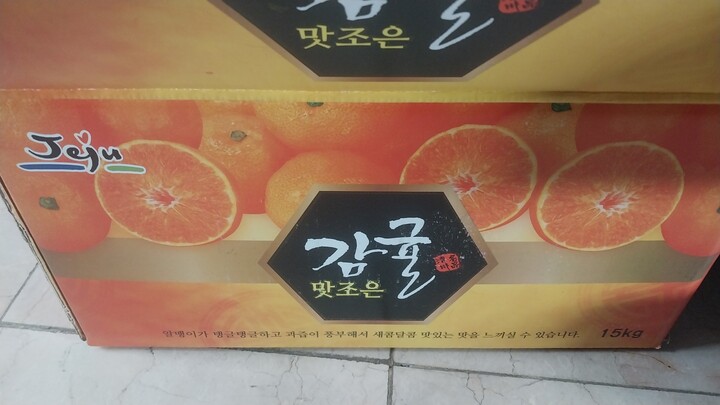 감귤
맛조은
Jeju
감귤
맛조은
알맹이가 탱글탱글하고 과즙이 풍부해서 새콤달콤 맛있는 맛을 느끼실 수 있습니다.
15kg